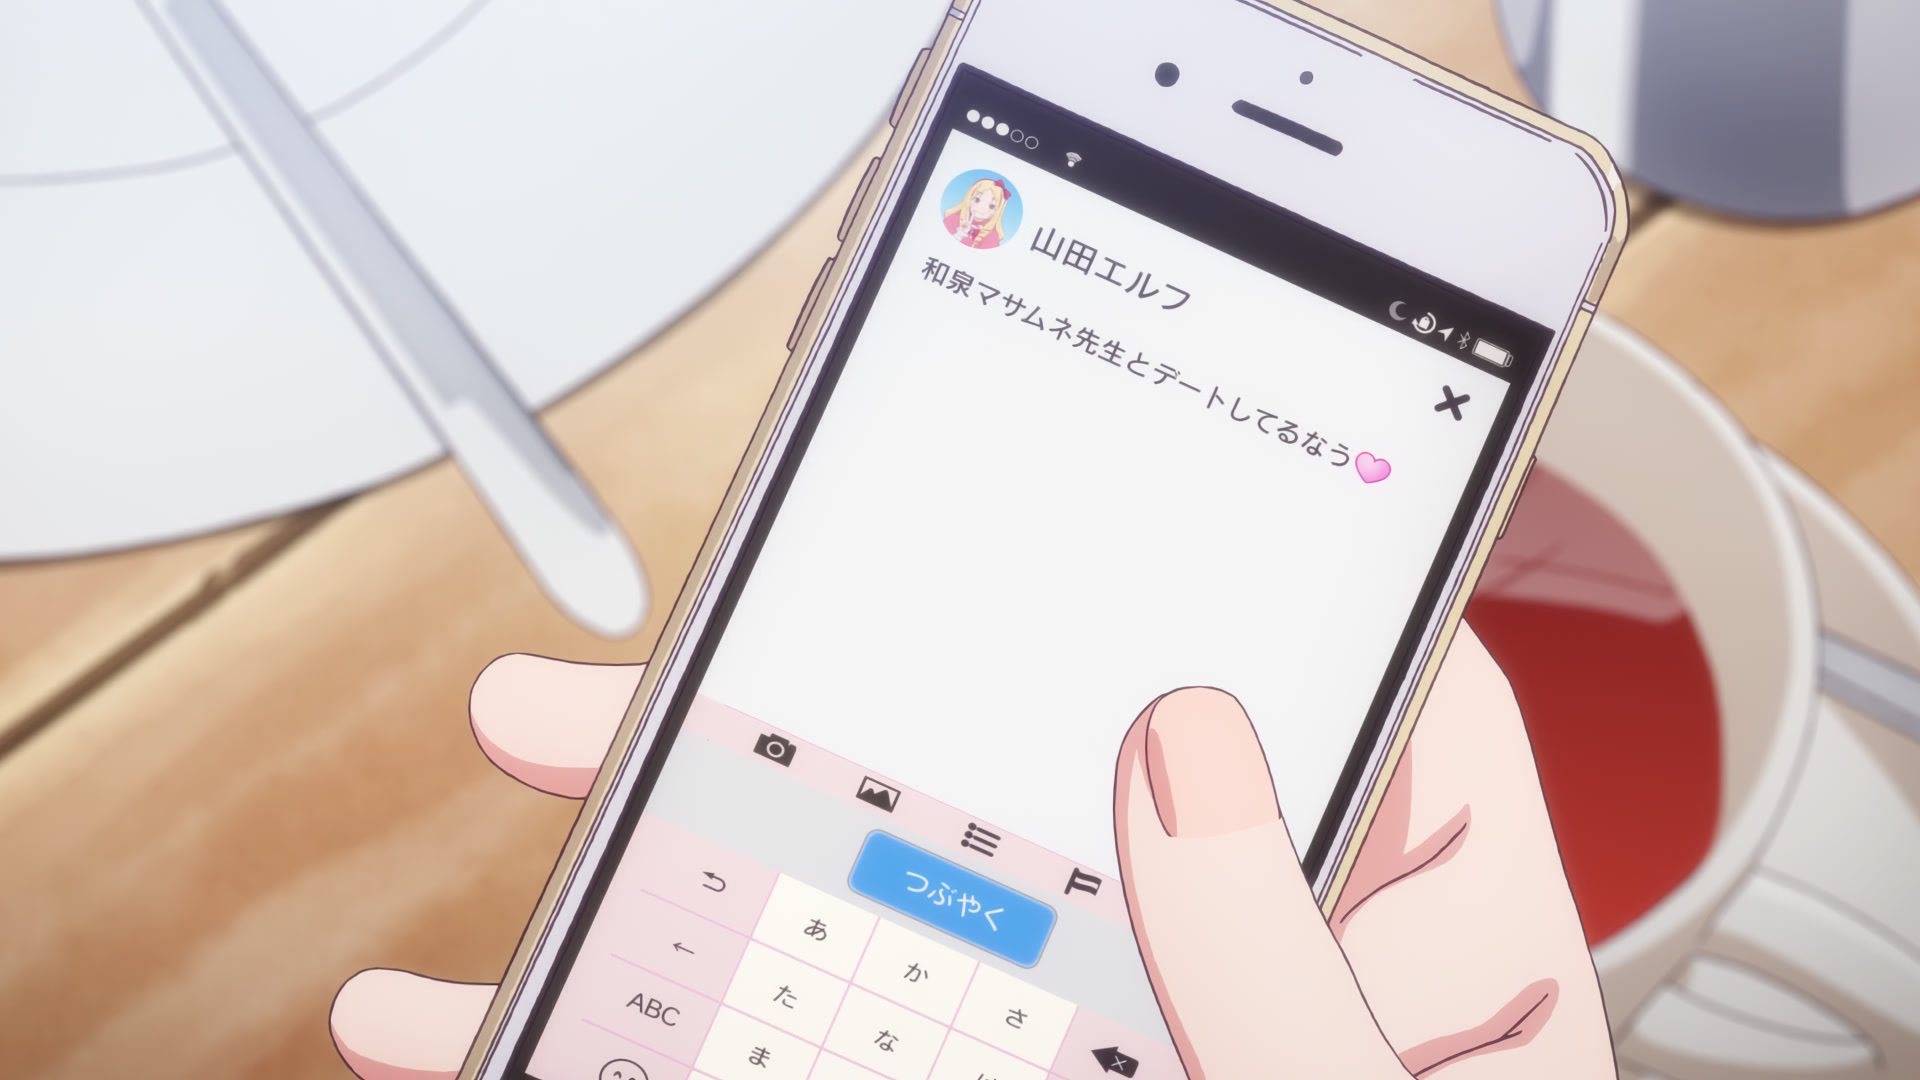 山田エルフ
和泉マサムネ先生とデートしてるなう
つぶやく
あ
か
さ
ABC
た
な
ま